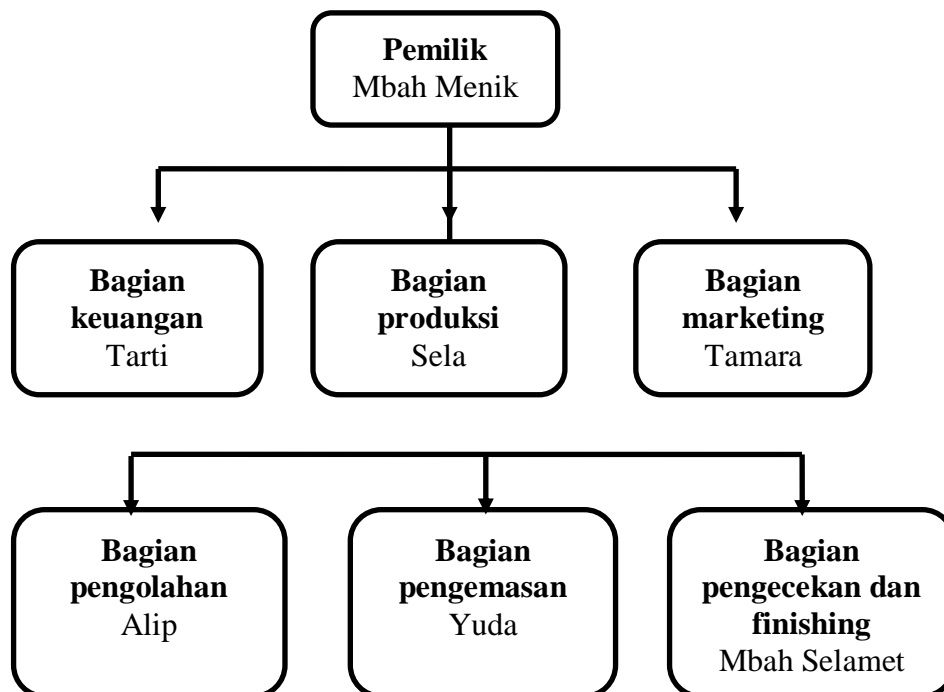 Pemilik
Mbah Menik
Bagian
keuangan
Tarti
Bagian
produksi
Sela
Bagian
marketing
Tamara
Bagian
pengolahan
Alip
Bagian
pengemasan
Yuda
Bagian
pengecekan dan
finishing
Mbah Selamet